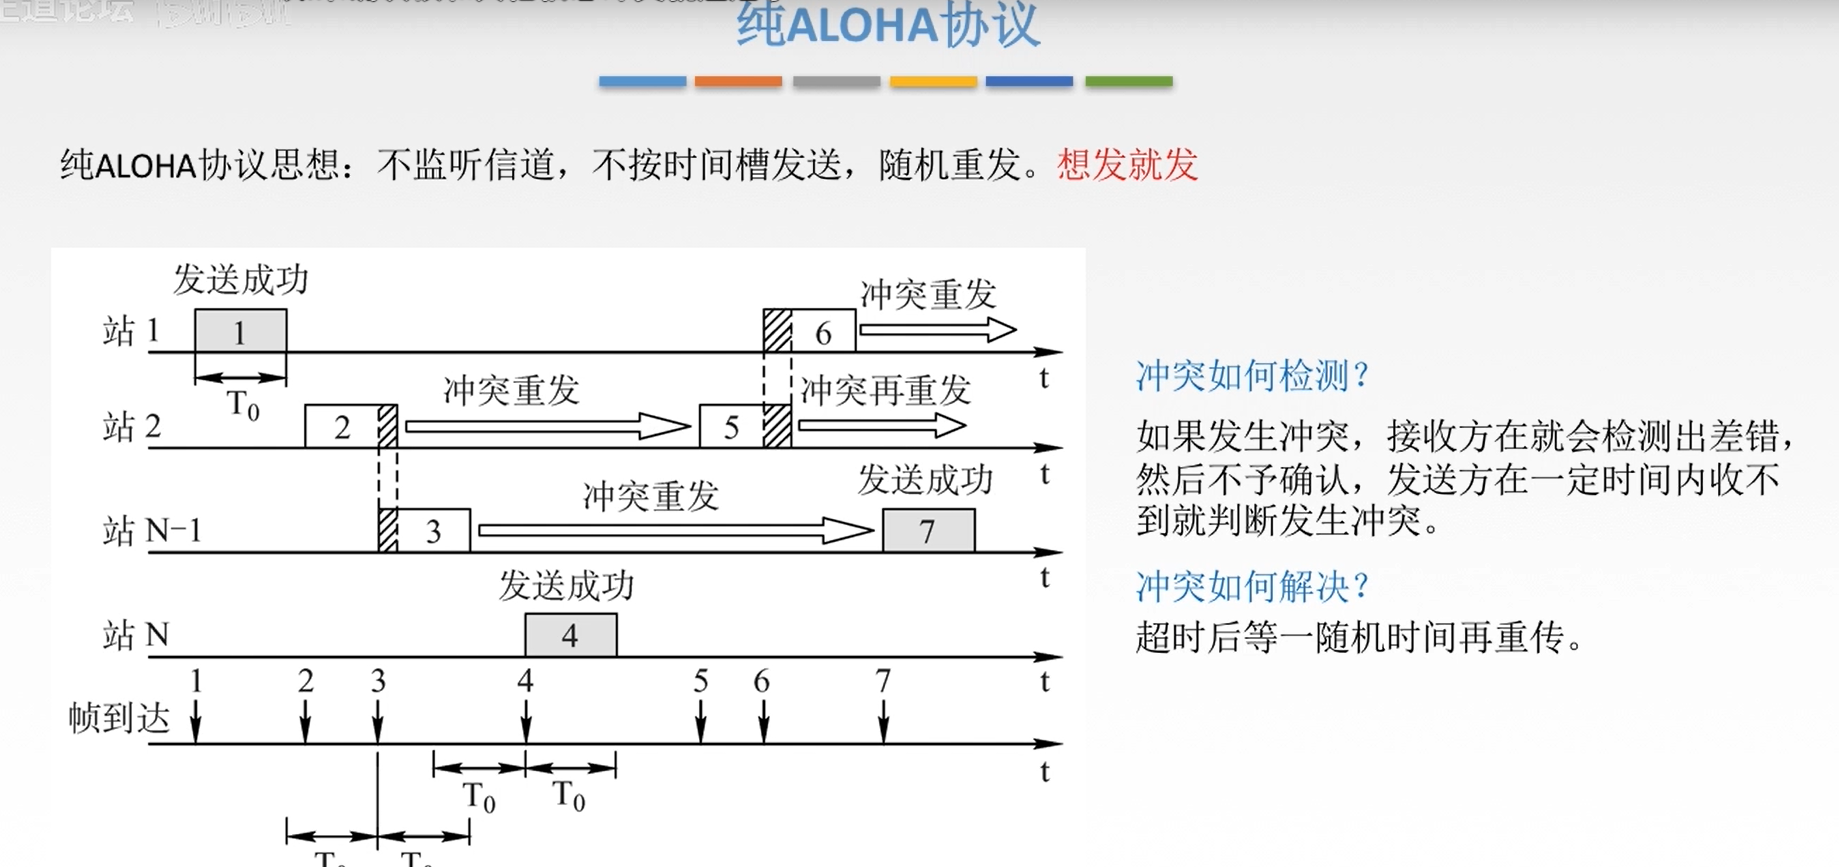 王道论坛 bilibili
纯ALOHA协议
纯ALOHA协议思想：不监听信道，不按时间槽发送，随机重发。想发就发
发送成功
冲突重发
站 1
1
6
t
T0
冲突重发
冲突再重发
站 2
2
5
t
冲突重发
发送成功
站 N-1
3
7
t
发送成功
站 N
4
t
1 2 3 4 5 6 7
帧到达
t
T0 T0
冲突如何检测？
如果发生冲突，接收方在就会检测出差错，
然后不予确认，发送方在一定时间内收不
到就判断发生冲突。
冲突如何解决？
超时后等一随机时间再重传。